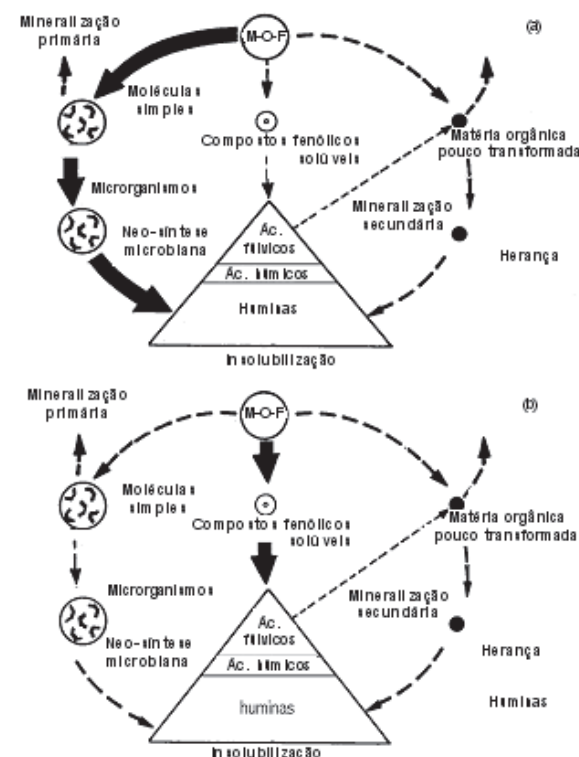 Mineralização
primária
M-O-F
(a)
Moléculas
simples
Compostos fenólicos
solúveis
Matéria orgânica
pouco transformada
Microrganismos
Neo-síntese
microbiana
Mineralização
secundária
Herança
Ác.
fúlvicos
Ác. húmicos
Huminas
Insolubilização
Mineralização
primária
M-O-F
(b)
Moléculas
simples
Compostos fenólicos
solúveis
Matéria orgânica
pouco transformada
Microrganismos
Neo-síntese
microbiana
Mineralização
secundária
Herança
Huminas
Ác.
fúlvicos
Ác. húmicos
huminas
Insolubilização